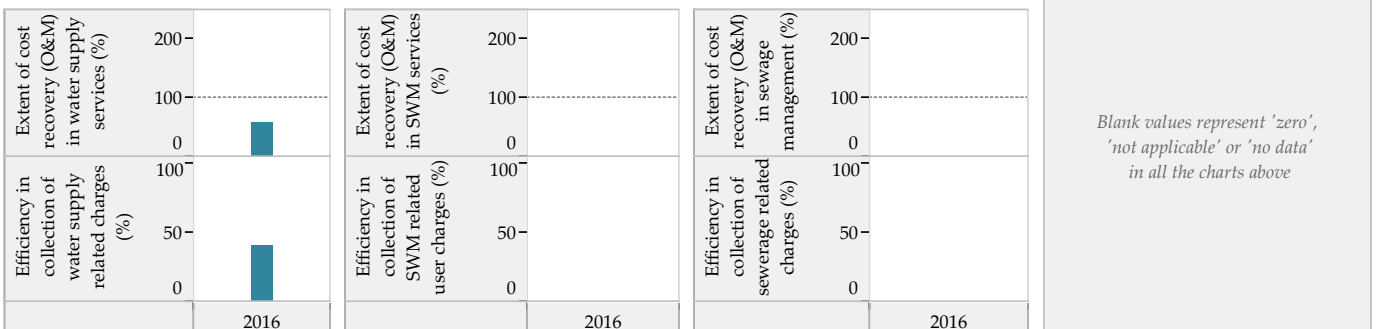 Extent of cost
recovery (O&M)
in water supply
services (%)
200
100
0
Efficiency in
collection of
water supply
related charges
(%)
100
50
0
2016
Extent of cost
recovery (O&M)
in SWM services
(%)
200
100
0
Efficiency in
collection of
SWM related
user charges (%)
100
50
0
2016
Extent of cost
recovery (O&M)
in sewage
management (%)
200
100
0
Efficiency in
collection of
sewerage related
charges (%)
100
50
0
2016
Blank values represent 'zero',
'not applicable' or 'no data'
in all the charts above